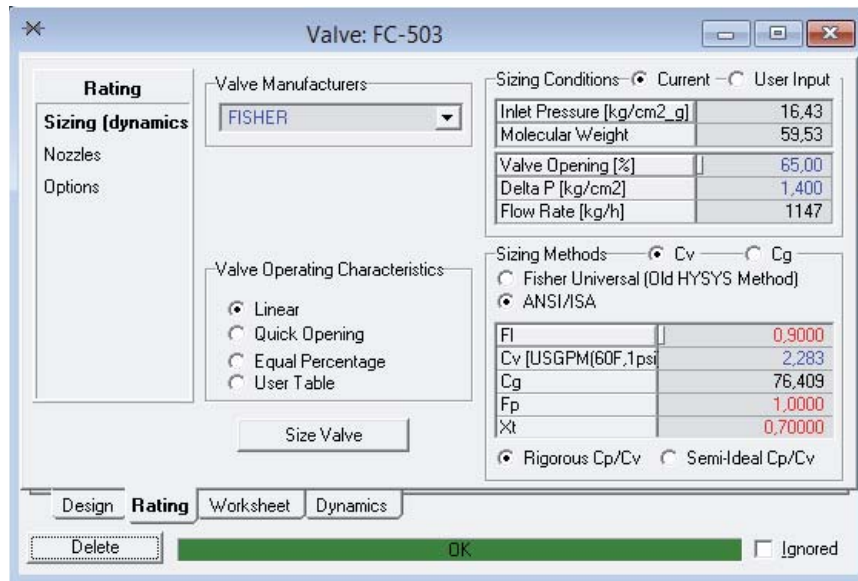 Valve: FC-503
Rating
Sizing (dynamics
Nozzles
Options
Valve Manufacturers
FISHER
Valve Operating Characteristics
Linear
Quick Opening
Equal Percentage
User Table
Size Valve
Sizing Conditions Current User Input
Inlet Pressure [kg/cm2_g] 16,43
Molecular Weight 59,53
Valve Opening [%] 65,00
Delta P [kg/cm2] 1,400
Flow Rate [kg/h] 1147
Sizing Methods Cv Cg
Fisher Universal (Old HYSYS Method)
ANSI/ISA
Fl 0,9000
Cv [USGPM(60F,1psi 2,283
Cg 76,409
Fp 1,0000
Xt 0,70000
Rigorous Cp/Cv Semi-Ideal Cp/Cv
Design Rating Worksheet Dynamics
Delete OK Ignored